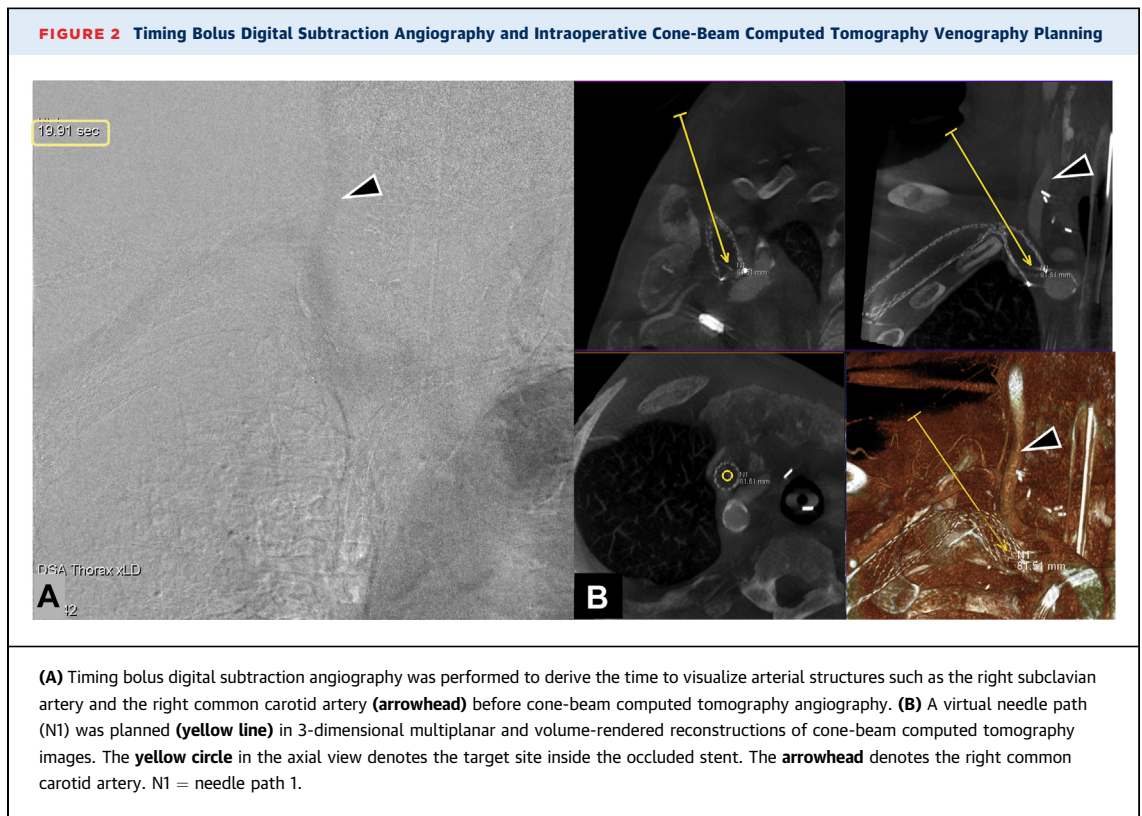 FIGURE 2 Timing Bolus Digital Subtraction Angiography and Intraoperative Cone-Beam Computed Tomography Venography Planning
19.91 sec
DSA Thorax xLD
A
42
N1
81.51 mm
N1
81.51 mm
B
N1
81.51 mm
N1
81.51 mm
(A) Timing bolus digital subtraction angiography was performed to derive the time to visualize arterial structures such as the right subclavian
artery and the right common carotid artery (arrowhead) before cone-beam computed tomography angiography. (B) A virtual needle path
(N1) was planned (yellow line) in 3-dimensional multiplanar and volume-rendered reconstructions of cone-beam computed tomography
images. The yellow circle in the axial view denotes the target site inside the occluded stent. The arrowhead denotes the right common
carotid artery. N1 = needle path 1.